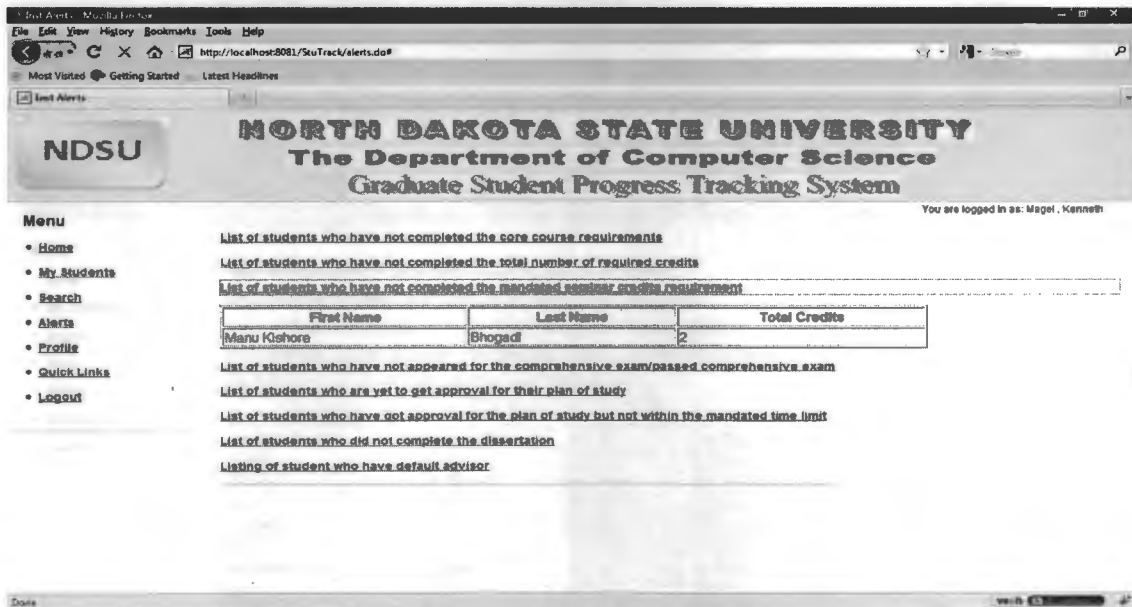 Inst Alerts - Mozilla Firefox
File Edit View History Bookmarks Tools Help
http://localhost:8081/StuTrack/alerts.do#
Most Visited Getting Started Latest Headlines
Inst Alerts
NDSU
NORTH DAKOTA STATE UNIVERSITY
The Department of Computer Science
Graduate Student Progress Tracking System
You are logged in as: Magel , Kenneth
Menu
• Home
• My Students
• Search
• Alerts
• Profile
• Quick Links
• Logout
List of students who have not completed the core course requirements
List of students who have not completed the total number of required credits
List of students who have not completed the mandated seminar credits requirement
First Name Last Name Total Credits
Manu Kishore Bhogadi 2
List of students who have not appeared for the comprehensive exam/passed comprehensive exam
List of students who are yet to get approval for their plan of study
List of students who have got approval for the plan of study but not within the mandated time limit
List of students who did not complete the dissertation
Listing of student who have default advisor
Done